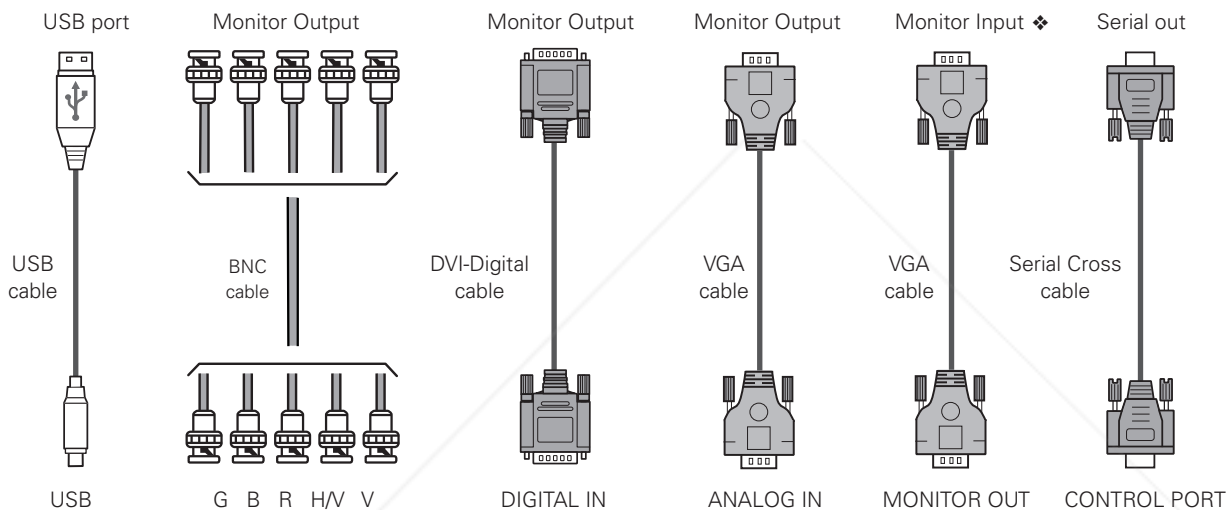 USB port
Monitor Output
Monitor Output
Monitor Output
Monitor Input ❖
Serial out
USB
cable
BNC
cable
DVI-Digital
cable
VGA
cable
VGA
cable
Serial Cross
cable
USB
G B R H/V V
DIGITAL IN
ANALOG IN
MONITOR OUT
CONTROL PORT